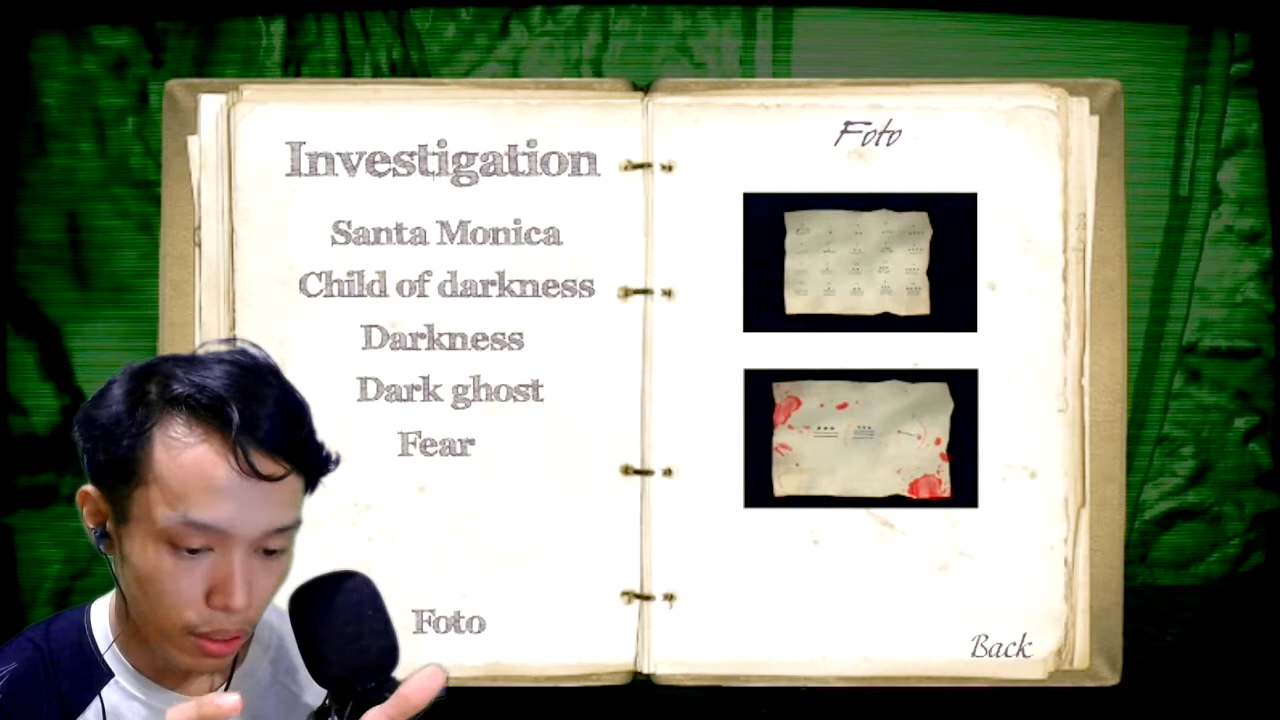 Investigation
Santa Monica
Child of darkness
Darkness
Dark ghost
Fear
Foto
Foto
Back